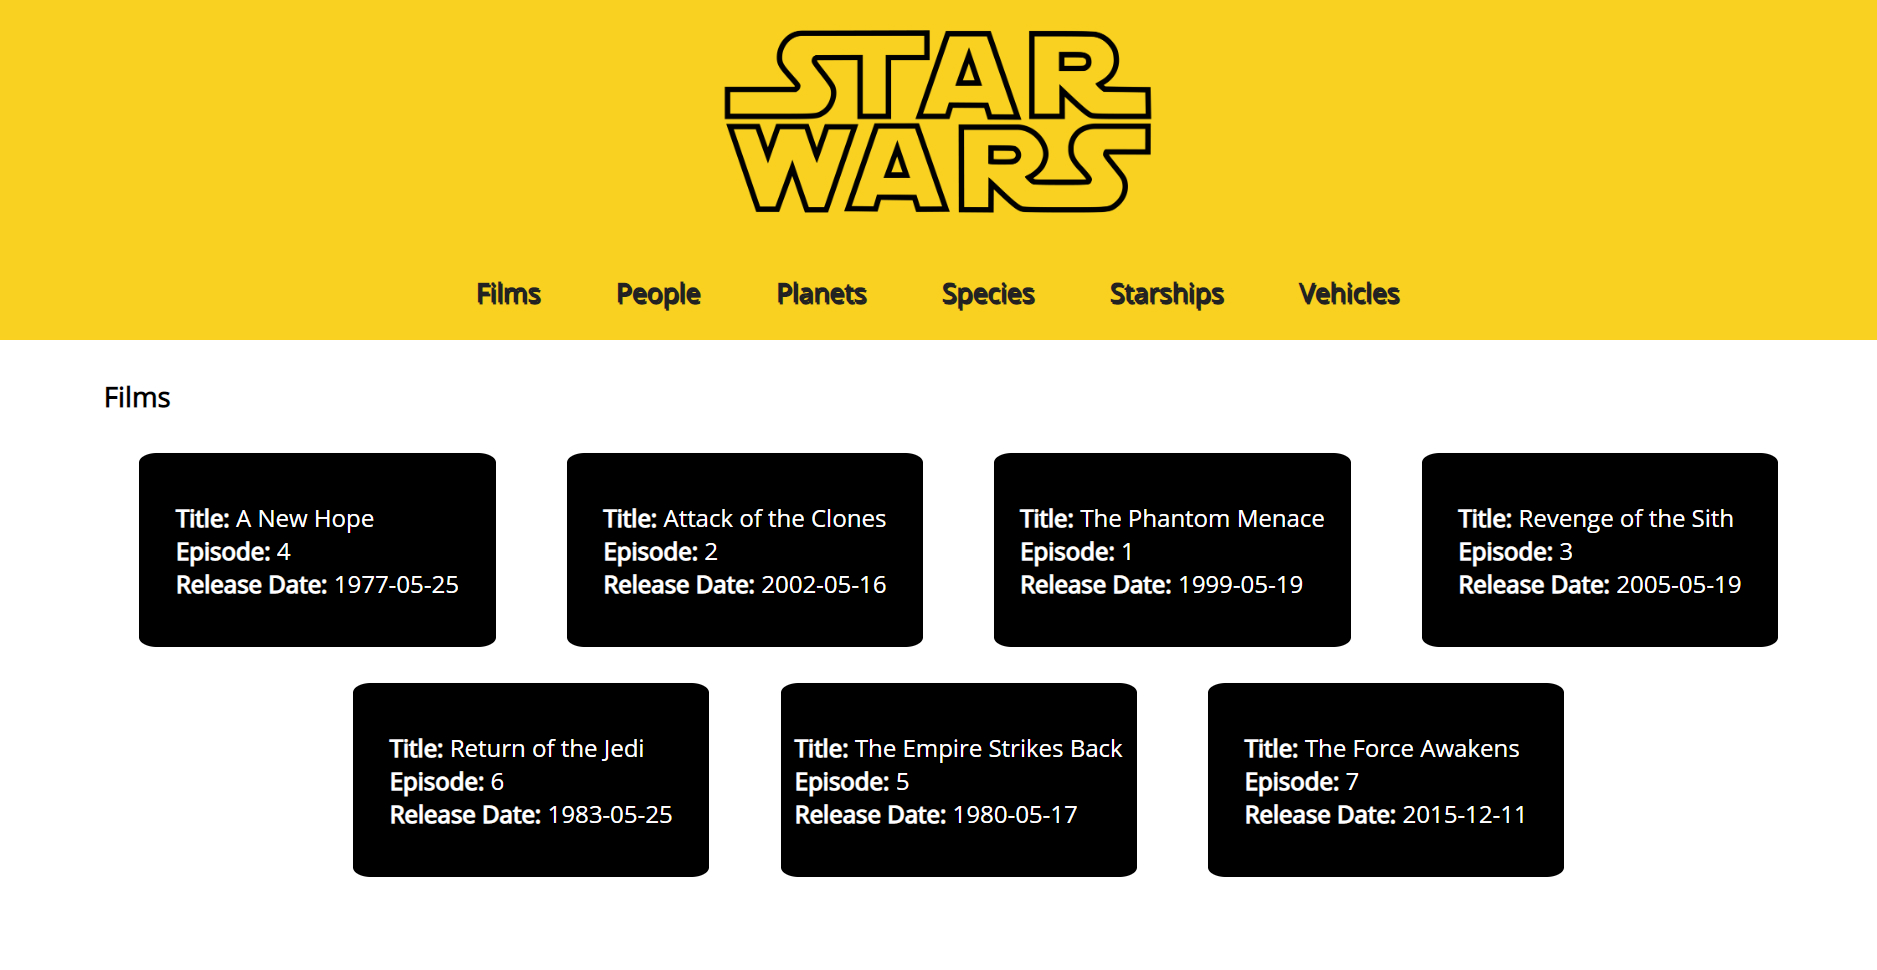 STAR
WARS
Films People Planets Species Starships Vehicles
Films
Title: A New Hope
Episode: 4
Release Date: 1977-05-25
Title: Attack of the Clones
Episode: 2
Release Date: 2002-05-16
Title: The Phantom Menace
Episode: 1
Release Date: 1999-05-19
Title: Revenge of the Sith
Episode: 3
Release Date: 2005-05-19
Title: Return of the Jedi
Episode: 6
Release Date: 1983-05-25
Title: The Empire Strikes Back
Episode: 5
Release Date: 1980-05-17
Title: The Force Awakens
Episode: 7
Release Date: 2015-12-11